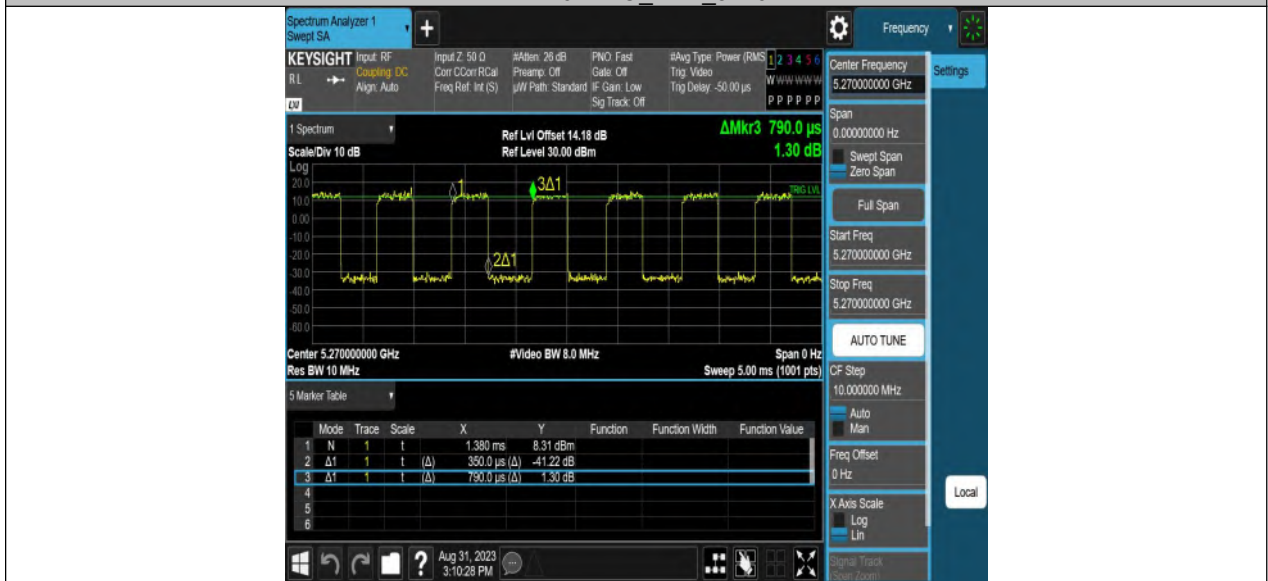 Spectrum Analyzer 1
Swept SA
+
Frequency
KEYSIGHT
RL
LXI
Input: RF
Coupling: DC
Align: Auto
Input Z: 50 Ω
Corr CCorr RCal
Freq Ref: Int (S)
#Atten: 26 dB
Preamp: Off
µW Path: Standard
PNO: Fast
Gate: Off
IF Gain: Low
Sig Track: Off
#Avg Type: Power (RMS
Trig: Video
Trig Delay: -50.00 µs
1 2 3 4 5 6
W W W W W W
P P P P P P
Center Frequency
5.270000000 GHz
Settings
Span
0.00000000 Hz
Swept Span
Zero Span
Full Span
Start Freq
5.270000000 GHz
Stop Freq
5.270000000 GHz
AUTO TUNE
CF Step
10.000000 MHz
Auto
Man
Freq Offset
0 Hz
X Axis Scale
Log
Lin
Signal Track
(Span Zoom)
Local
1 Spectrum
Scale/Div 10 dB
Ref Lvl Offset 14.18 dB
Ref Level 30.00 dBm
ΔMkr3 790.0 µs
1.30 dB
Log
20.0
10.0
0.00
-10.0
-20.0
-30.0
-40.0
-50.0
-60.0
1
3Δ1
2Δ1
TRIG LVL
Center 5.270000000 GHz
#Video BW 8.0 MHz
Span 0 Hz
Res BW 10 MHz
Sweep 5.00 ms (1001 pts)
5 Marker Table
Mode Trace Scale X Y Function Function Width Function Value
1 N 1 t 1.380 ms 8.31 dBm
2 Δ1 1 t (Δ) 350.0 µs (Δ) -41.22 dB
3 Δ1 1 t (Δ) 790.0 µs (Δ) 1.30 dB
4
5
6
?
Aug 31, 2023
3:10:28 PM